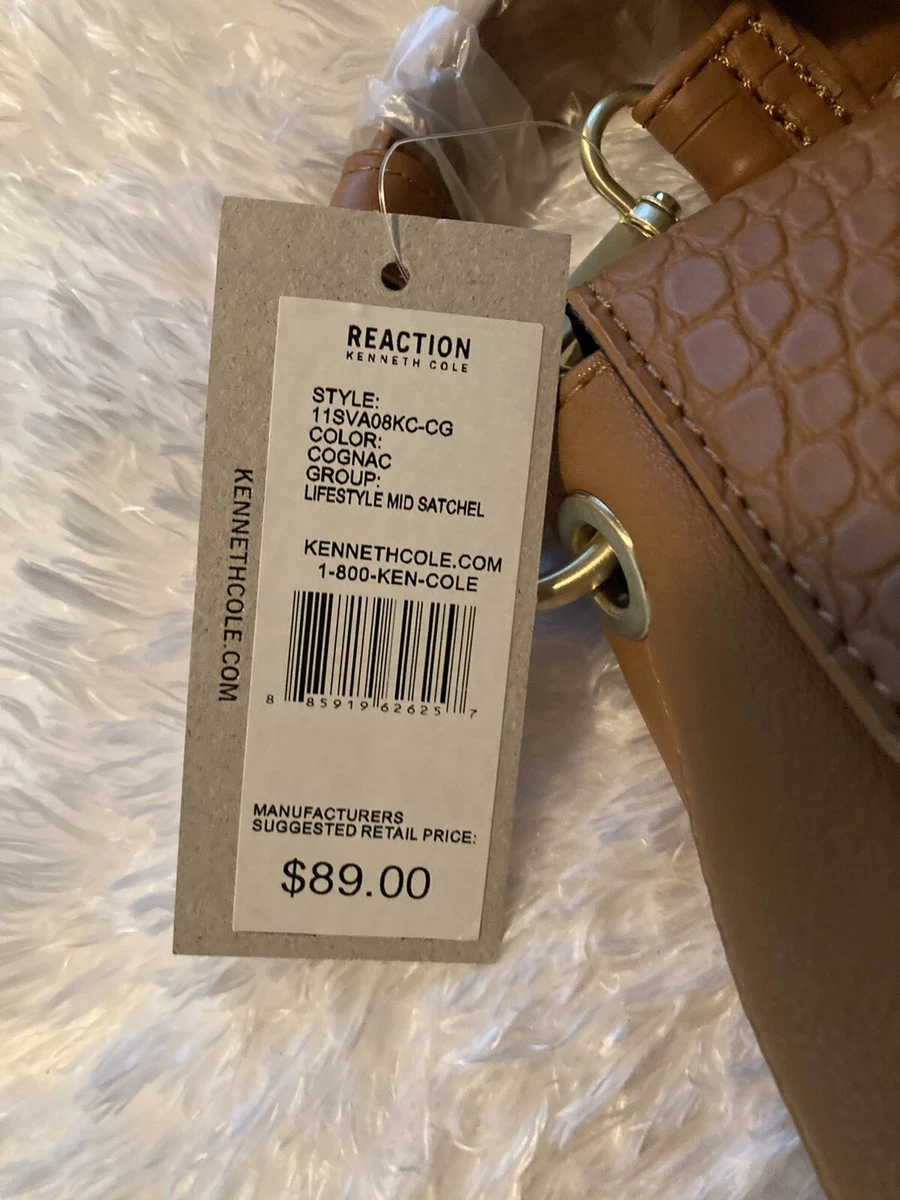 REACTION
KENNETH COLE
STYLE:
11SVA08KC-CG
COLOR:
COGNAC
GROUP:
LIFESTYLE MID SATCHEL
KENNETHCOLE.COM
1-800-KEN-COLE
8 85919 62625 7
MANUFACTURERS
SUGGESTED RETAIL PRICE:
$89.00
KENNETHCOLE.COM